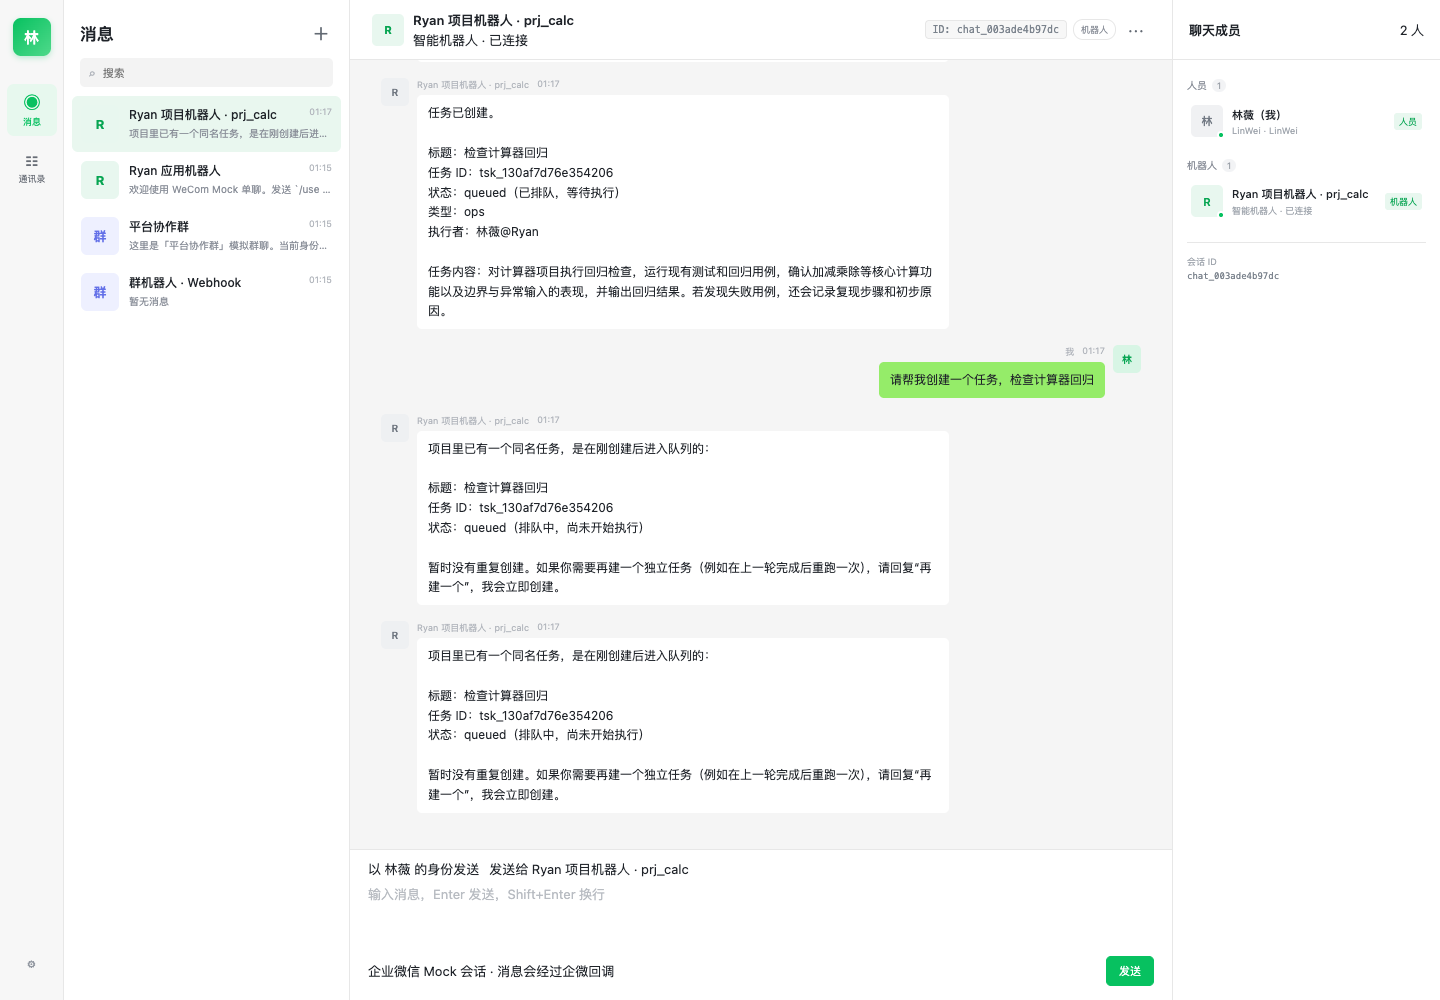 林
消息
通讯录
消息
搜索
R
Ryan 项目机器人 · prj_calc
01:17
项目里已有一个同名任务，是在刚创建后进...
R
Ryan 应用机器人
01:15
欢迎使用 WeCom Mock 单聊。发送 `/use ...
群
平台协作群
01:15
这里是「平台协作群」模拟群聊。当前身份...
群
群机器人 · Webhook
01:15
暂无消息
R
Ryan 项目机器人 · prj_calc
智能机器人 · 已连接
ID: chat_003ade4b97dc
机器人
R
Ryan 项目机器人 · prj_calc 01:17
任务已创建。
标题：检查计算器回归
任务 ID：tsk_130af7d76e354206
状态：queued（已排队，等待执行）
类型：ops
执行者：林薇@Ryan
任务内容：对计算器项目执行回归检查，运行现有测试和回归用例，确认加减乘除等核心计算功
能以及边界与异常输入的表现，并输出回归结果。若发现失败用例，还会记录复现步骤和初步原
因。
我 01:17
林
请帮我创建一个任务，检查计算器回归
R
Ryan 项目机器人 · prj_calc 01:17
项目里已有一个同名任务，是在刚创建后进入队列的：
标题：检查计算器回归
任务 ID：tsk_130af7d76e354206
状态：queued（排队中，尚未开始执行）
暂时没有重复创建。如果你需要再建一个独立任务（例如在上一轮完成后重跑一次），请回复“再
建一个”，我会立即创建。
R
Ryan 项目机器人 · prj_calc 01:17
项目里已有一个同名任务，是在刚创建后进入队列的：
标题：检查计算器回归
任务 ID：tsk_130af7d76e354206
状态：queued（排队中，尚未开始执行）
暂时没有重复创建。如果你需要再建一个独立任务（例如在上一轮完成后重跑一次），请回复“再
建一个”，我会立即创建。
以 林薇 的身份发送 发送给 Ryan 项目机器人 · prj_calc
输入消息，Enter 发送，Shift+Enter 换行
企业微信 Mock 会话 · 消息会经过企微回调
发送
聊天成员
2 人
人员 1
林
林薇（我）
LinWei · LinWei
人员
机器人 1
R
Ryan 项目机器人 · prj_calc
智能机器人 · 已连接
机器人
会话 ID
chat_003ade4b97dc